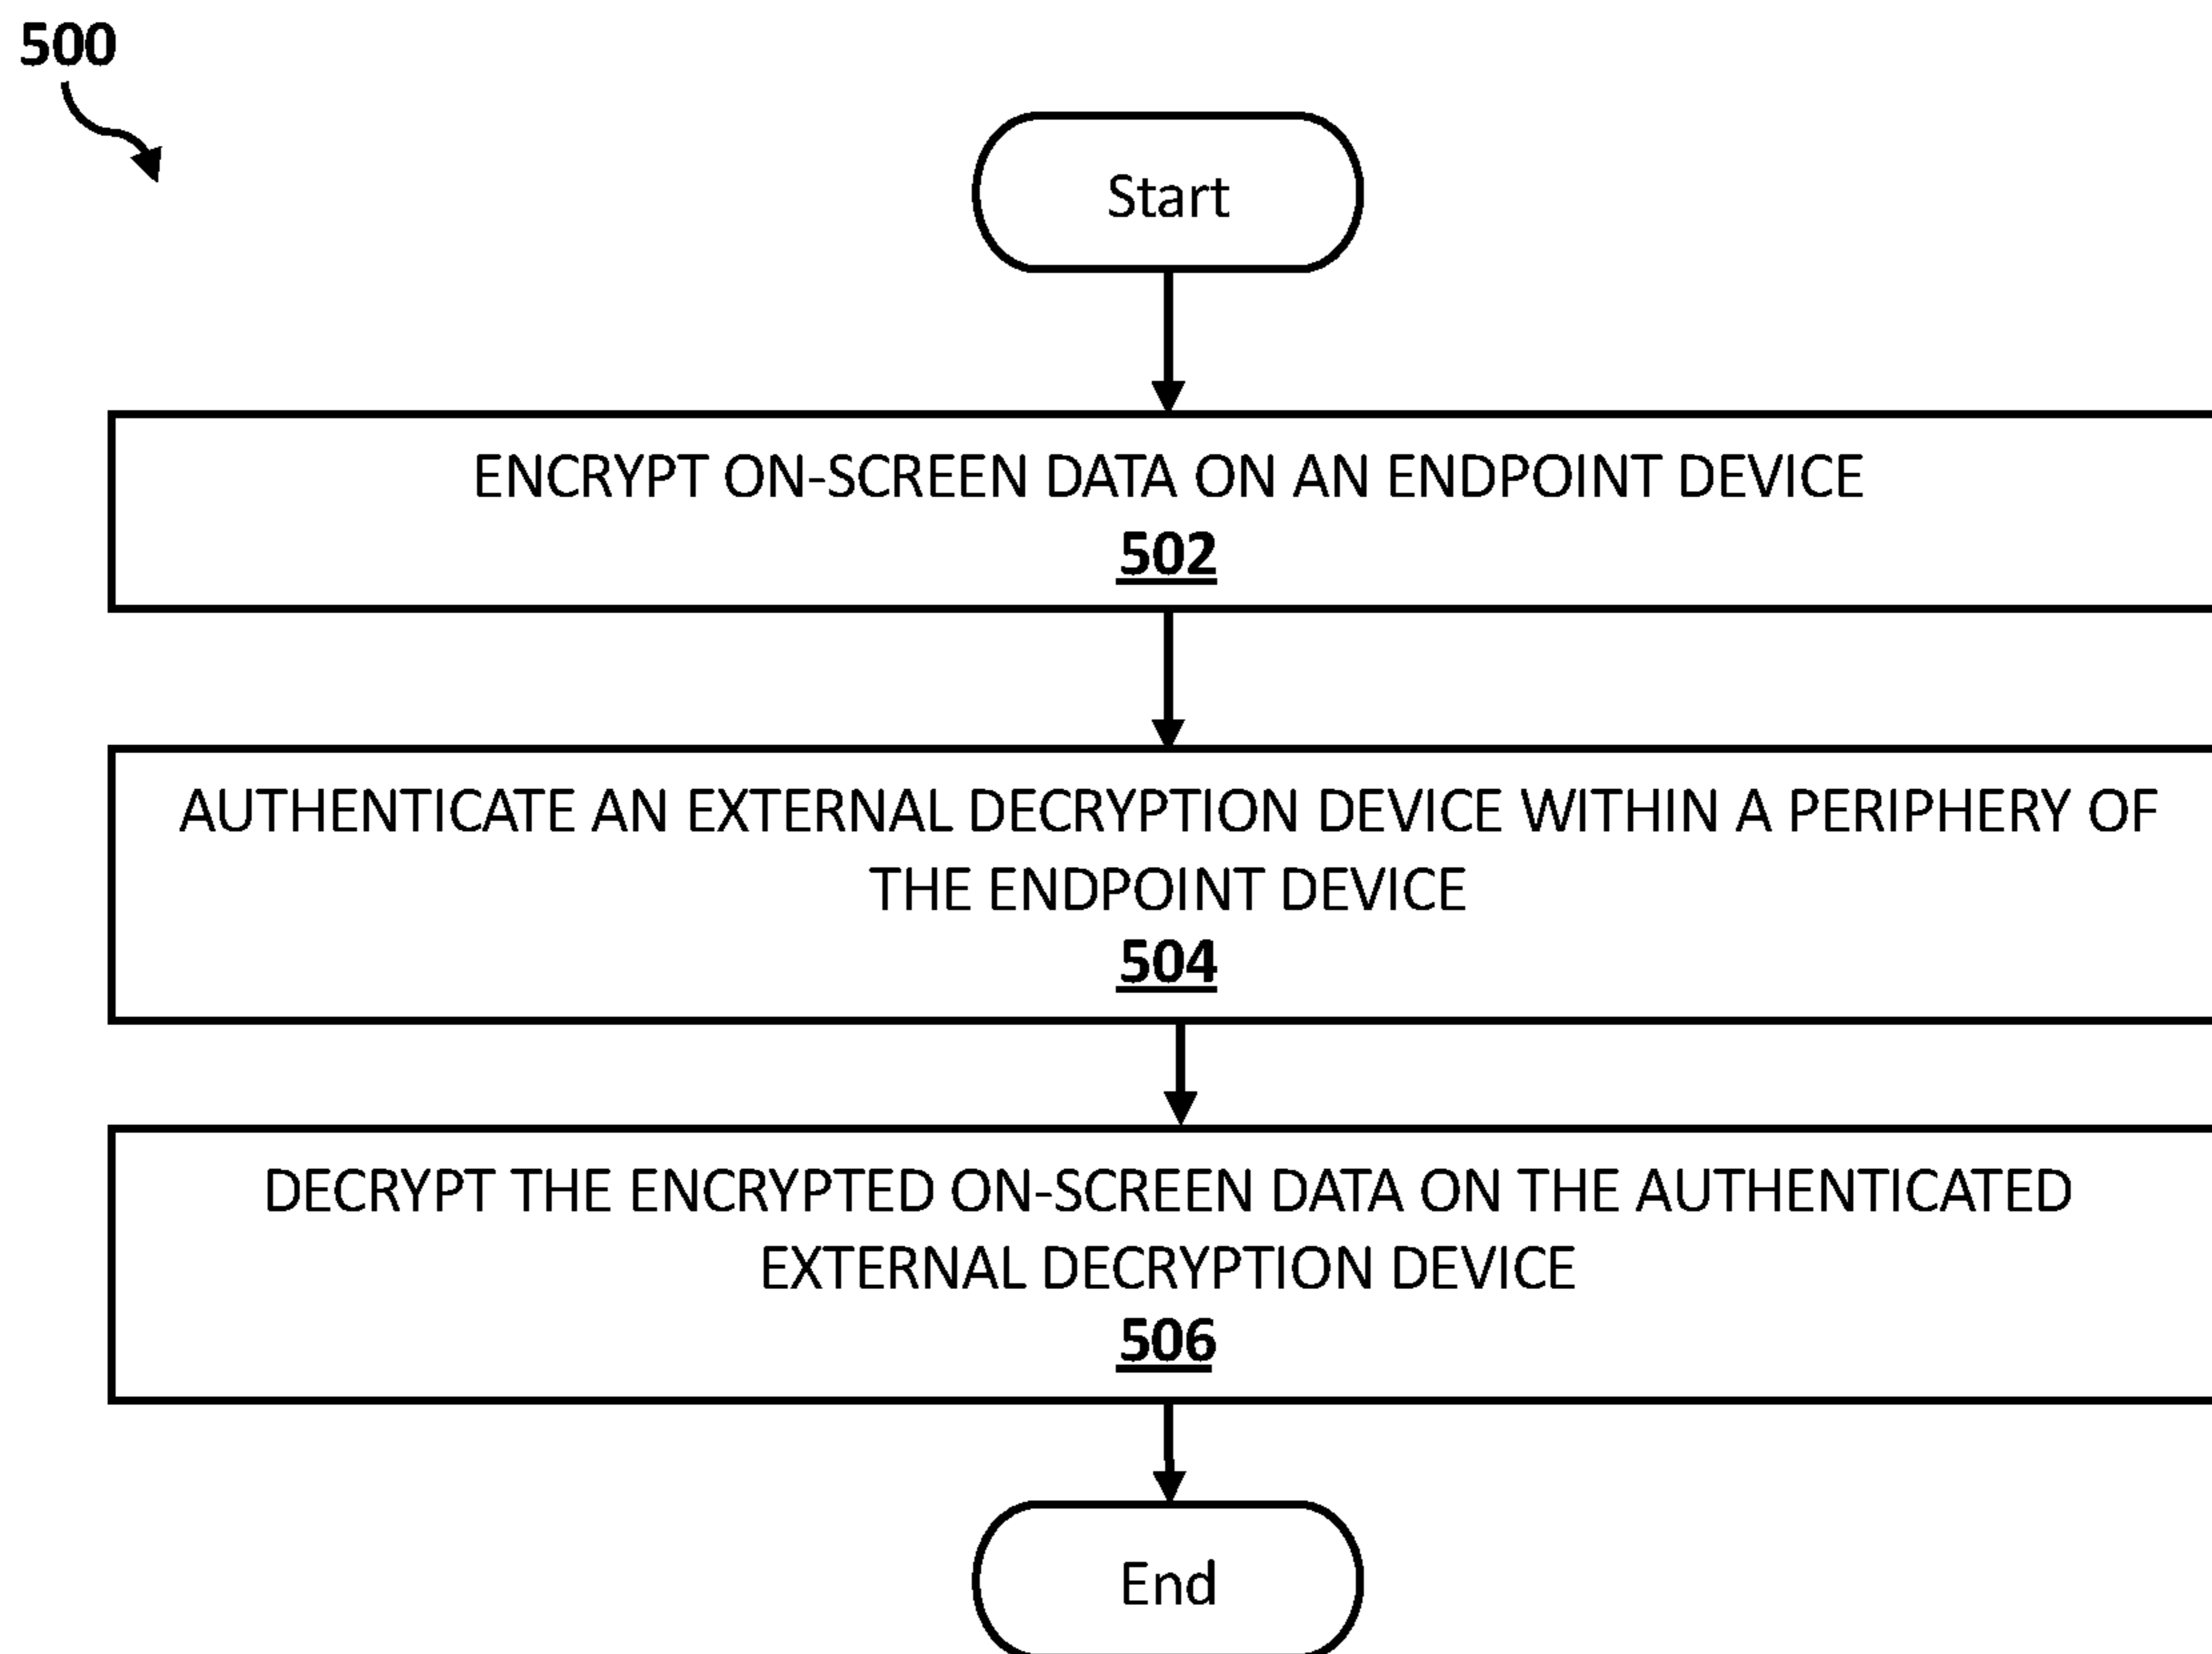 500
Start
ENCRYPT ON-SCREEN DATA ON AN ENDPOINT DEVICE
502
AUTHENTICATE AN EXTERNAL DECRYPTION DEVICE WITHIN A PERIPHERY OF
THE ENDPOINT DEVICE
504
DECRYPT THE ENCRYPTED ON-SCREEN DATA ON THE AUTHENTICATED
EXTERNAL DECRYPTION DEVICE
506
End